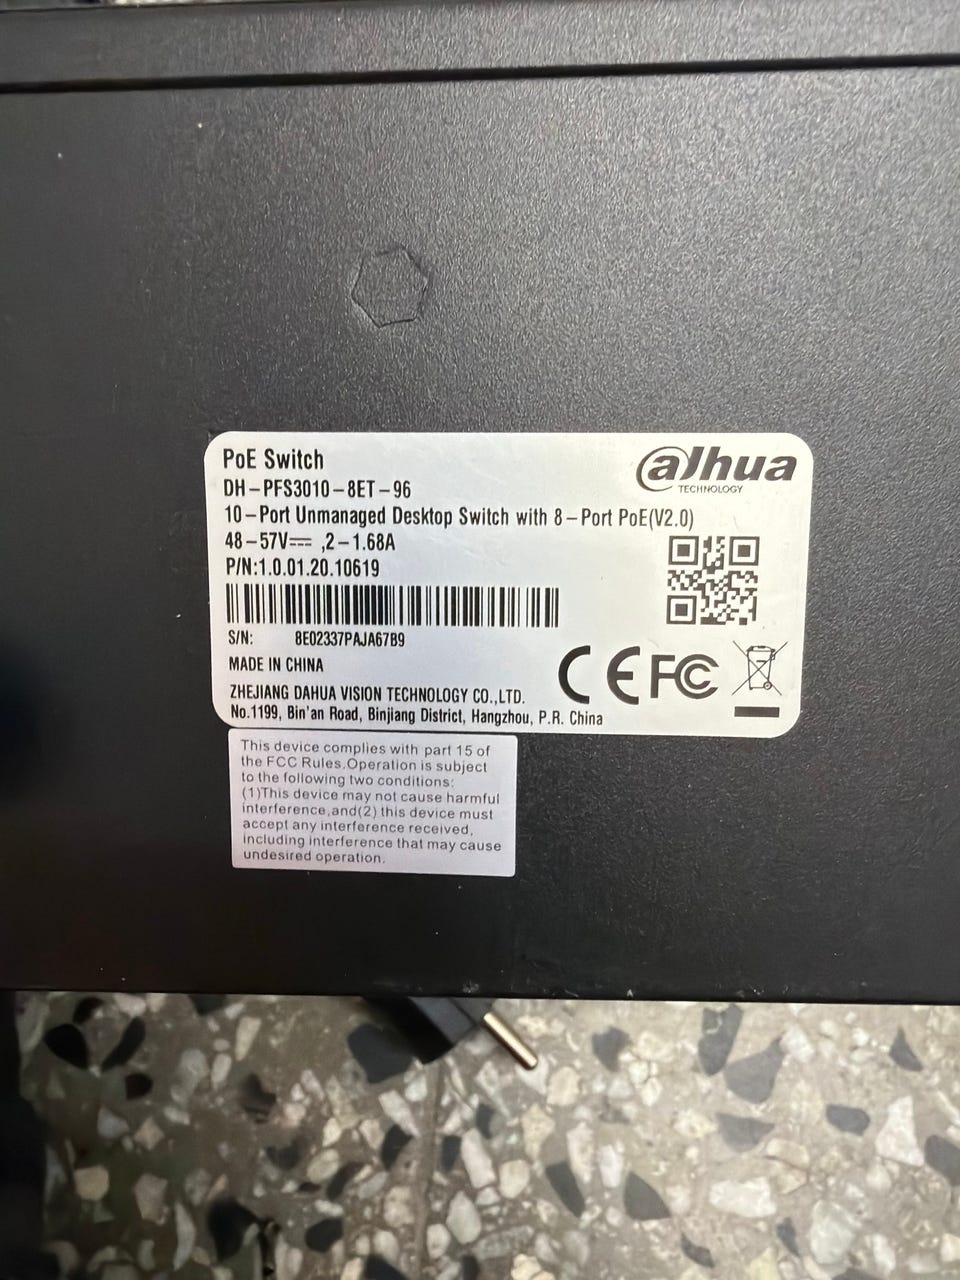 PoE Switch
alhua
TECHNOLOGY
DH-PFS3010-8ET-96
10-Port Unmanaged Desktop Switch with 8-Port PoE(V2.0)
48-57V⎓ ,2-1.68A
P/N:1.0.01.20.10619
S/N: 8E02337PAJA67B9
MADE IN CHINA
CE FC
ZHEJIANG DAHUA VISION TECHNOLOGY CO.,LTD.
No.1199, Bin'an Road, Binjiang District, Hangzhou, P.R. China
This device complies with part 15 of
the FCC Rules.Operation is subject
to the following two conditions:
(1)This device may not cause harmful
interference,and(2) this device must
accept any interference received,
including interference that may cause
undesired operation.